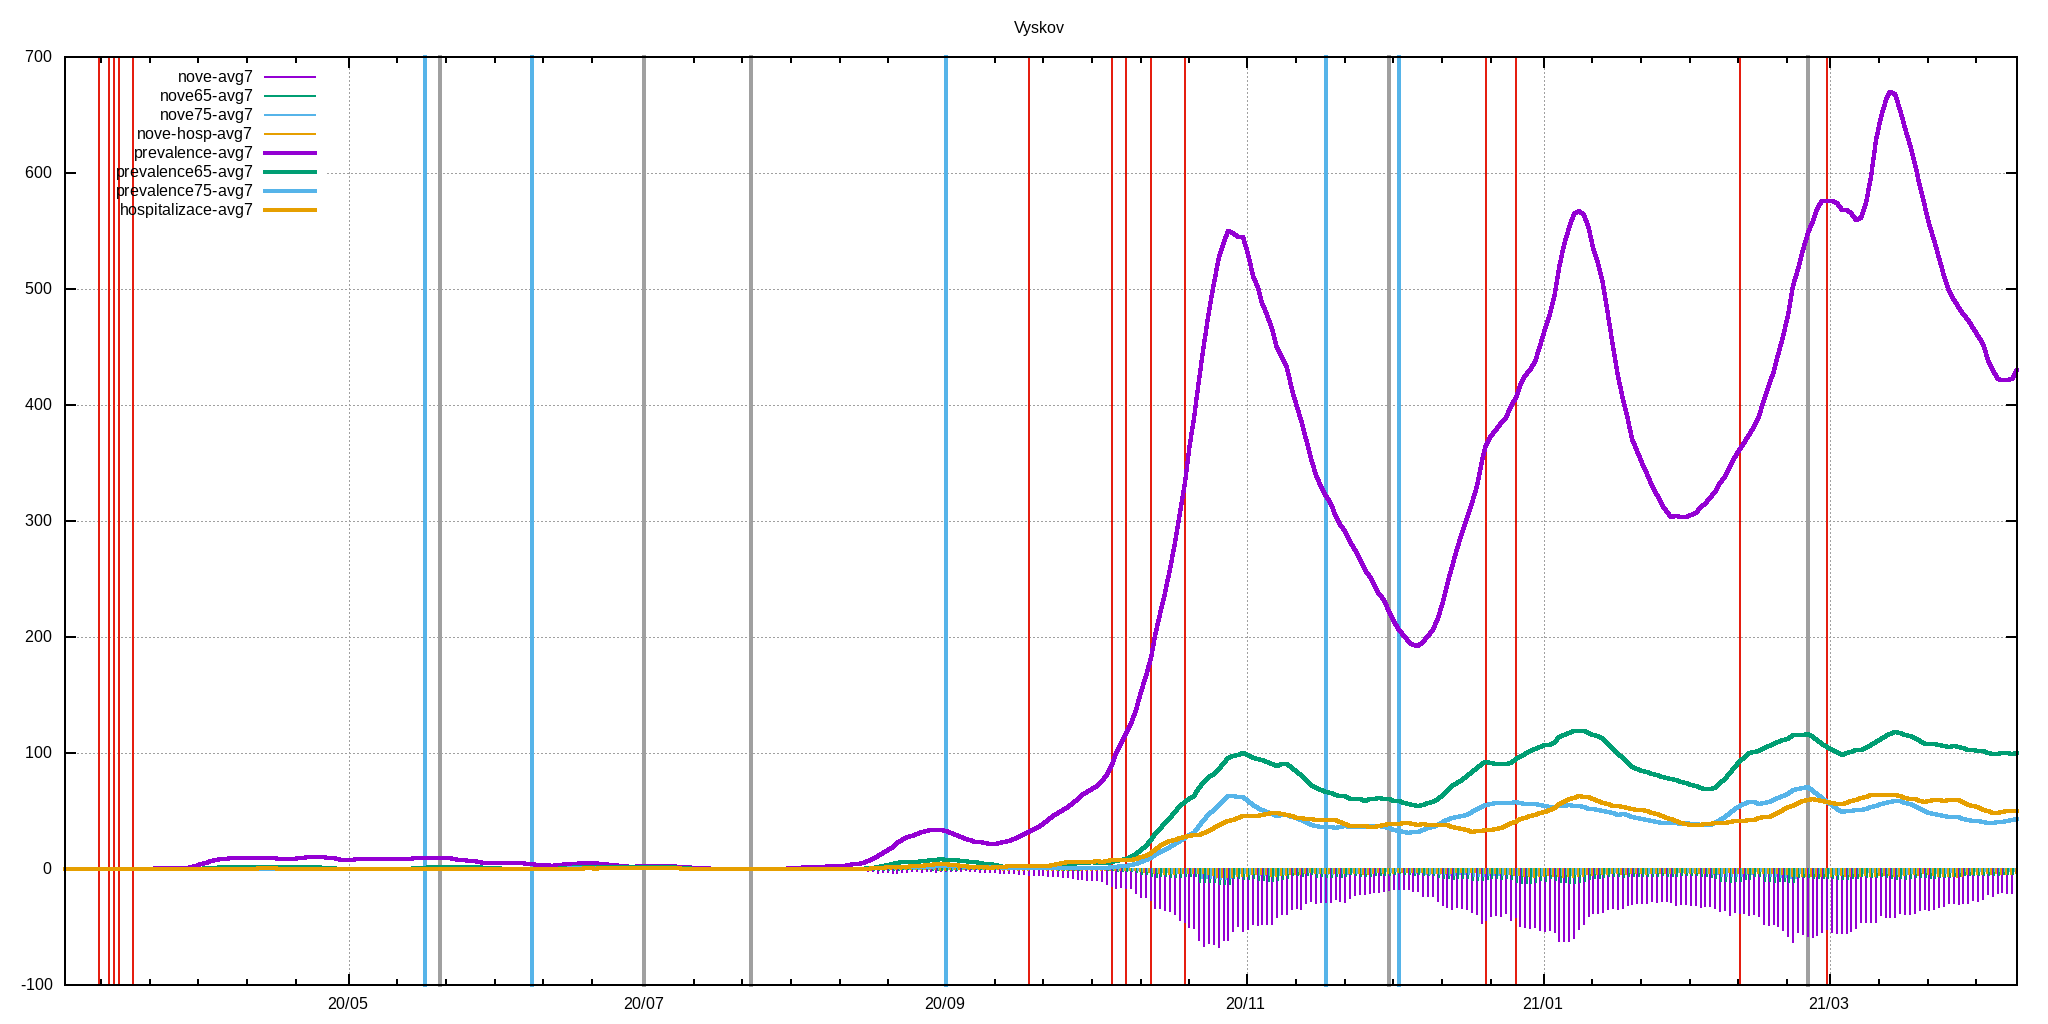 Vyskov
700
600
500
400
300
200
100
0
-100
nove-avg7
nove65-avg7
nove75-avg7
nove-hosp-avg7
prevalence-avg7
prevalence65-avg7
prevalence75-avg7
hospitalizace-avg7
20/05 20/07 20/09 20/11 21/01 21/03